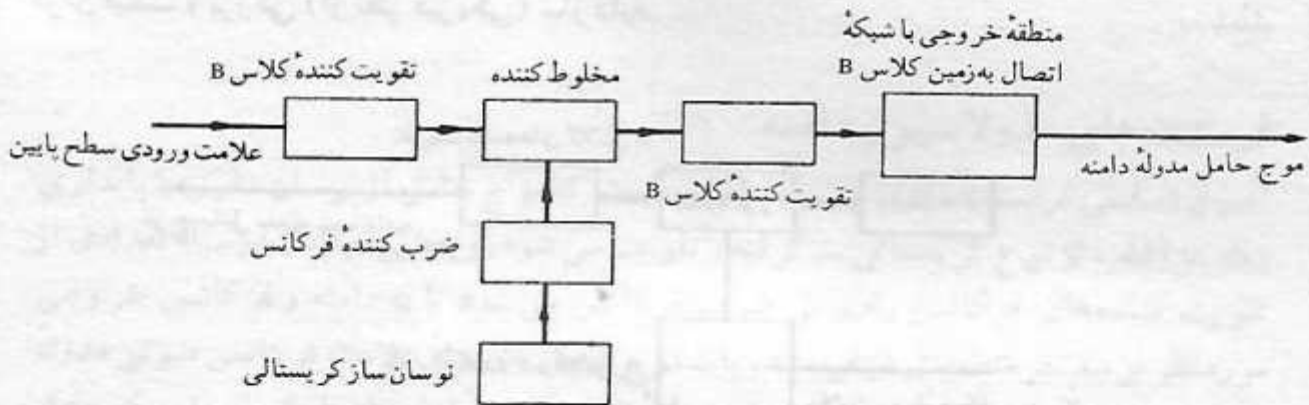 منطقهٔ خروجی با شبکهٔ
اتصال به زمین کلاس B
مخلوط کننده
تقویت کنندهٔ کلاس B
علامت ورودی سطح پایین
تقویت کنندهٔ کلاس B
موج حامل مدولهٔ دامنه
ضرب کنندهٔ فرکانس
نوسان ساز کریستالی